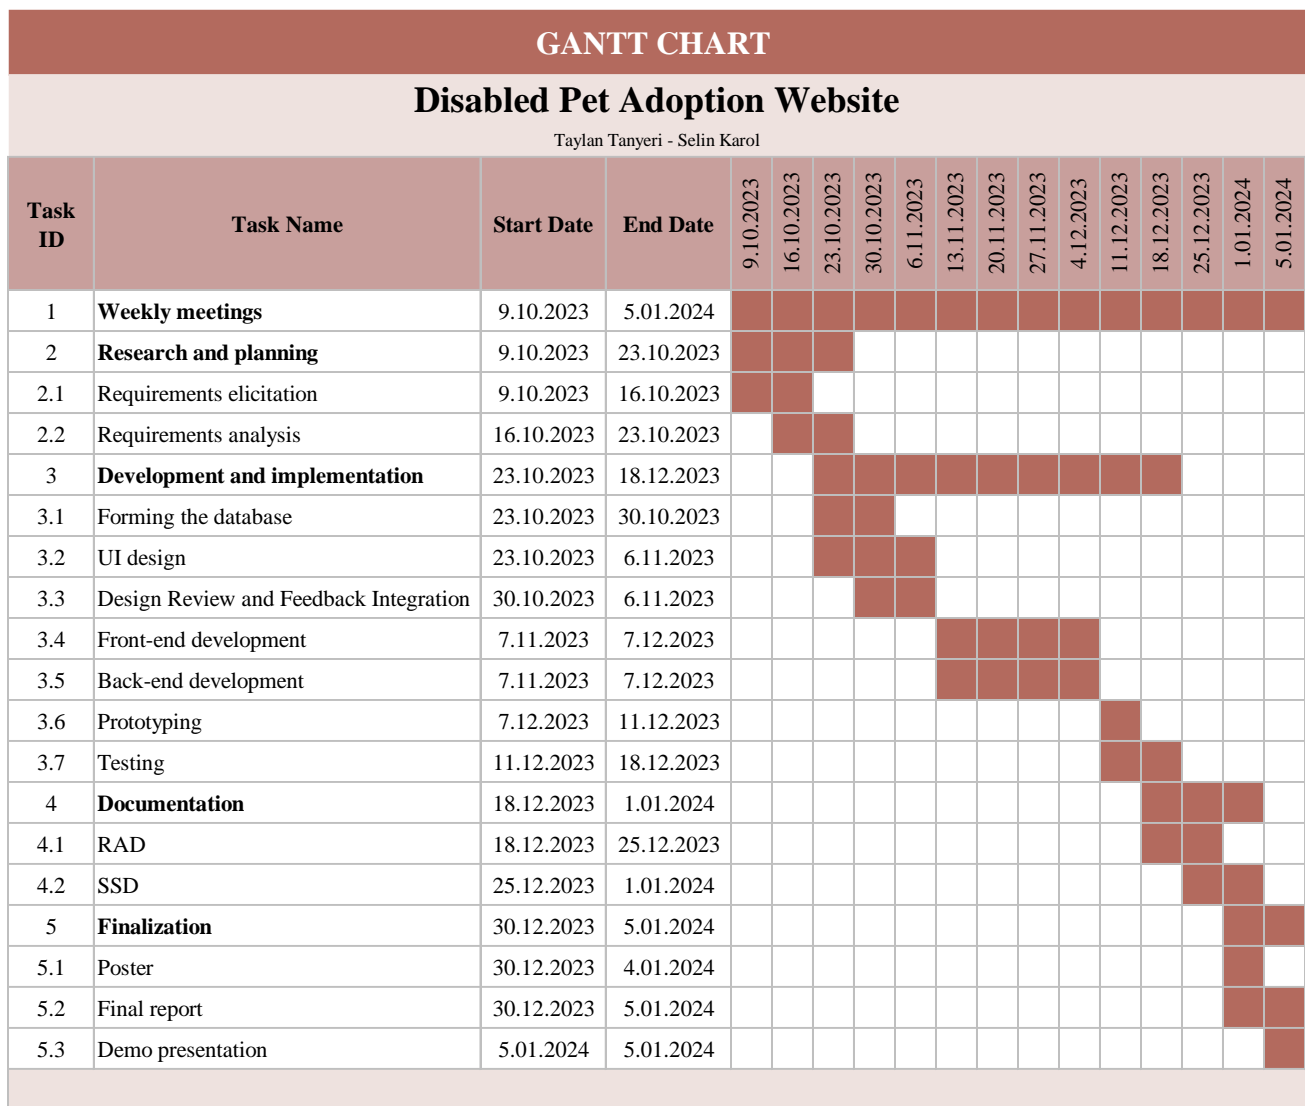 GANTT CHART
Disabled Pet Adoption Website
Taylan Tanyeri - Selin Karol
Task ID Task Name Start Date End Date 9.10.2023 16.10.2023 23.10.2023 30.10.2023 6.11.2023 13.11.2023 20.11.2023 27.11.2023 4.12.2023 11.12.2023 18.12.2023 25.12.2023 1.01.2024 5.01.2024
1 Weekly meetings 9.10.2023 5.01.2024
2 Research and planning 9.10.2023 23.10.2023
2.1 Requirements elicitation 9.10.2023 16.10.2023
2.2 Requirements analysis 16.10.2023 23.10.2023
3 Development and implementation 23.10.2023 18.12.2023
3.1 Forming the database 23.10.2023 30.10.2023
3.2 UI design 23.10.2023 6.11.2023
3.3 Design Review and Feedback Integration 30.10.2023 6.11.2023
3.4 Front-end development 7.11.2023 7.12.2023
3.5 Back-end development 7.11.2023 7.12.2023
3.6 Prototyping 7.12.2023 11.12.2023
3.7 Testing 11.12.2023 18.12.2023
4 Documentation 18.12.2023 1.01.2024
4.1 RAD 18.12.2023 25.12.2023
4.2 SSD 25.12.2023 1.01.2024
5 Finalization 30.12.2023 5.01.2024
5.1 Poster 30.12.2023 4.01.2024
5.2 Final report 30.12.2023 5.01.2024
5.3 Demo presentation 5.01.2024 5.01.2024